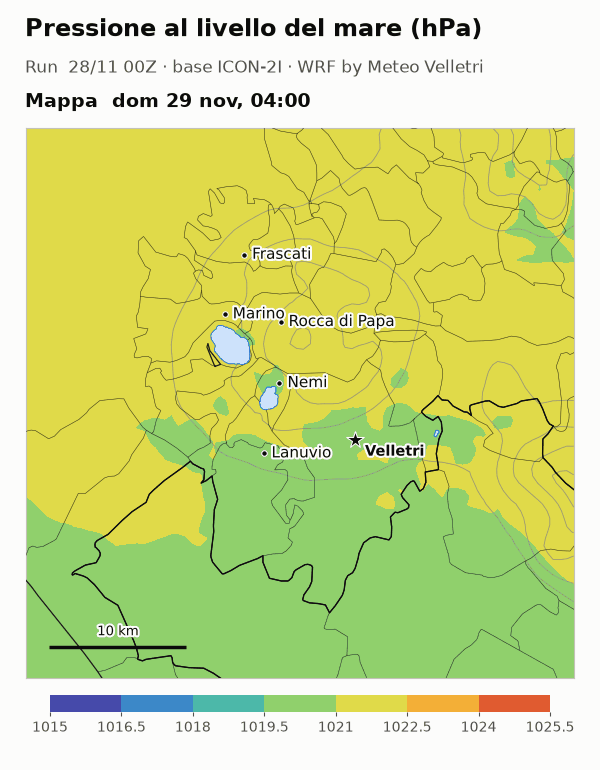 Pressione al livello del mare (hPa)
Run  28/11 00Z · base ICON-2I · WRF by Meteo Velletri
Mappa  dom 29 nov, 04:00
Frascati
Marino
Rocca di Papa
Nemi
Velletri
Lanuvio
10 km
1015 1016.5 1018 1019.5 1021 1022.5 1024 1025.5